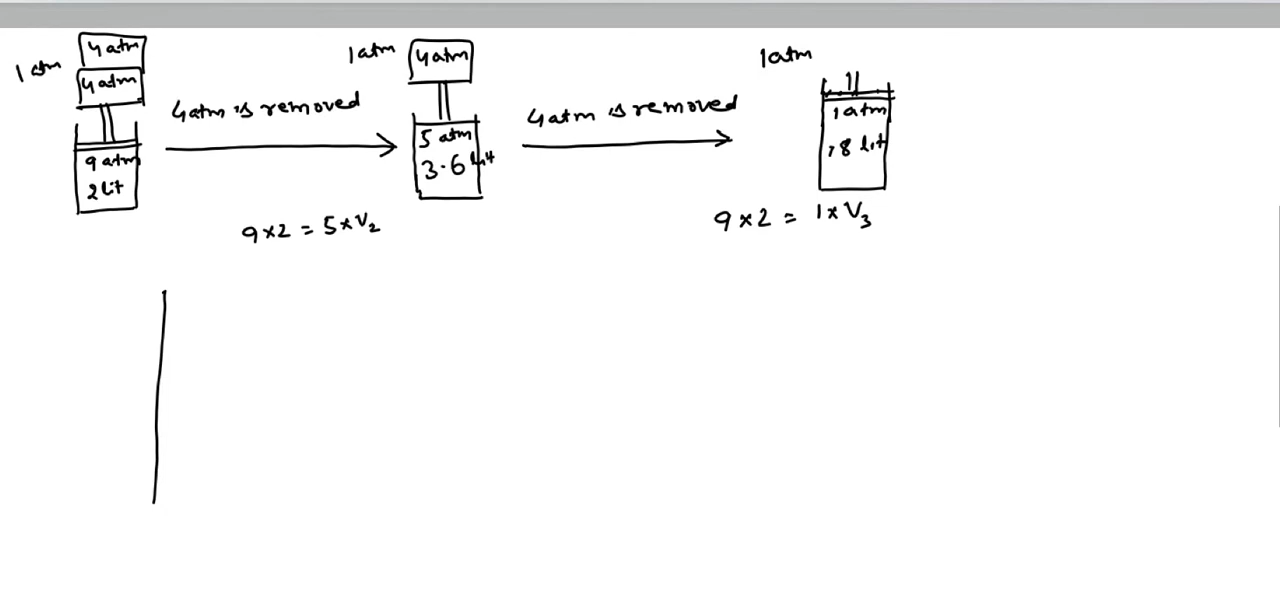 1 atm
4 atm
4 atm
9 atm
2 lit
4 atm is removed
9 × 2 = 5 × V₂
1 atm
4 atm
5 atm
3.6 lit
4 atm is removed
1 atm
1 atm
18 lit
9 × 2 = 1 × V₃